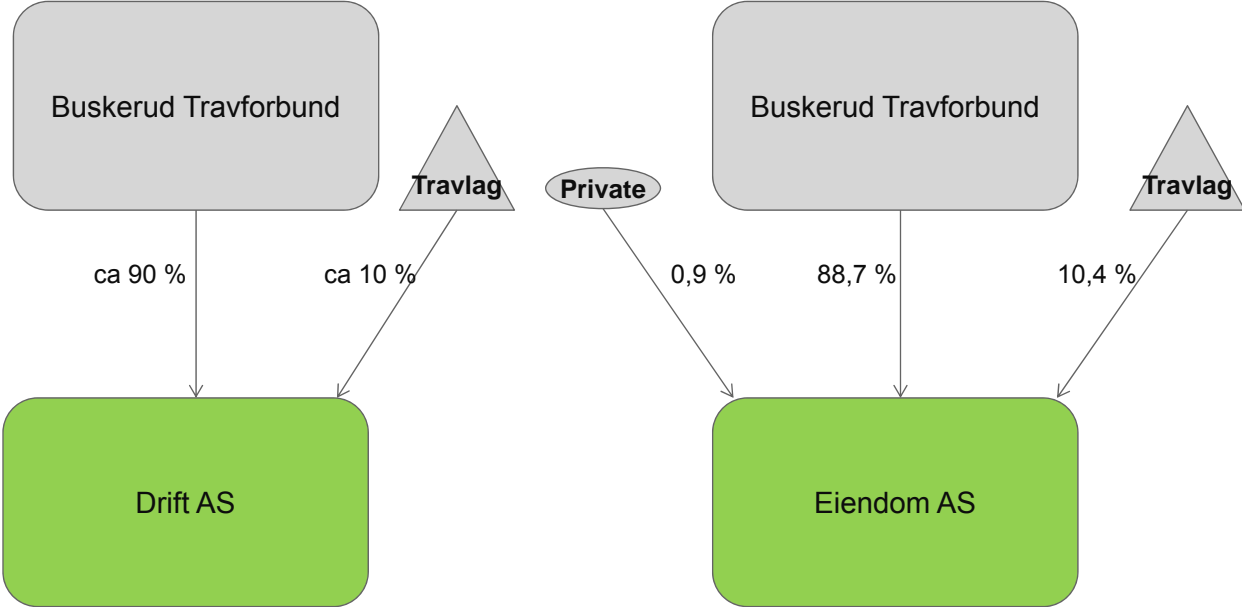 Buskerud Travforbund
Travlag
ca 90 %
ca 10 %
Drift AS
Buskerud Travforbund
Private
Travlag
0,9 %
88,7 %
10,4 %
Eiendom AS